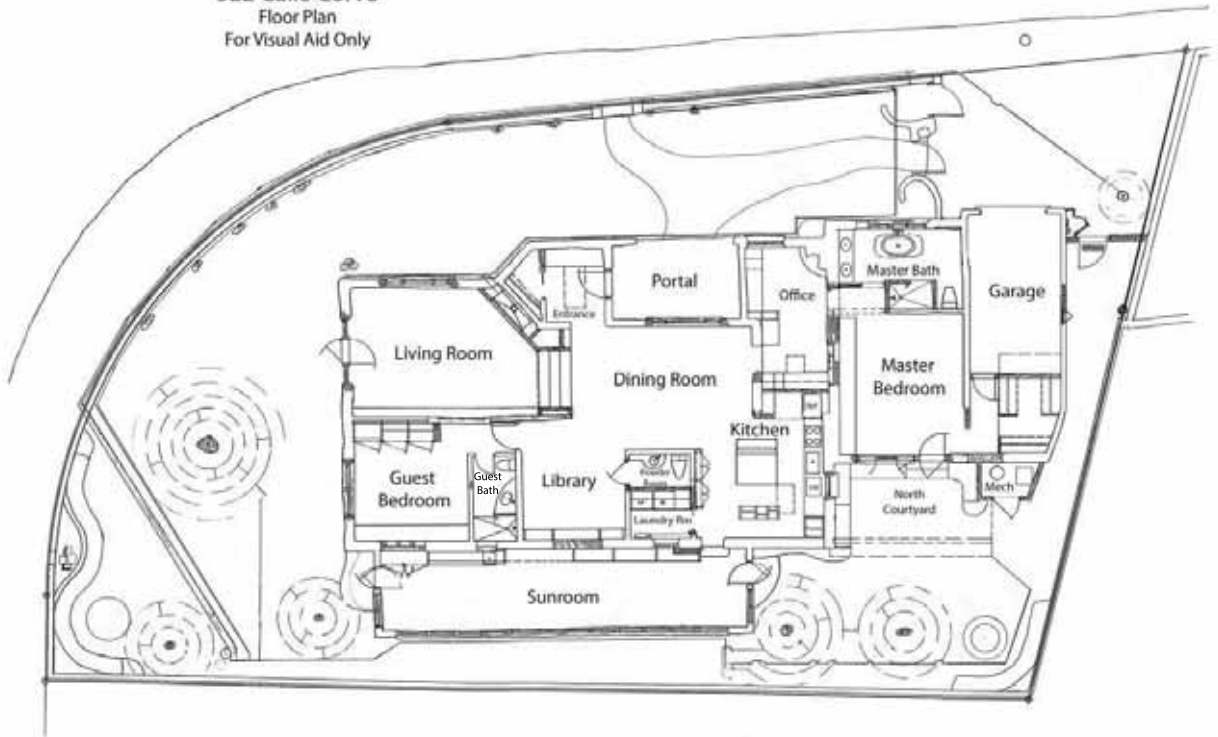 Floor Plan
For Visual Aid Only
Portal
Master Bath
Office
Garage
Entrance
Living Room
Dining Room
Master
Bedroom
Kitchen
Guest
Bedroom
Guest
Bath
Library
Powder
Room
Laundry Rm
North
Courtyard
Mech
Sunroom